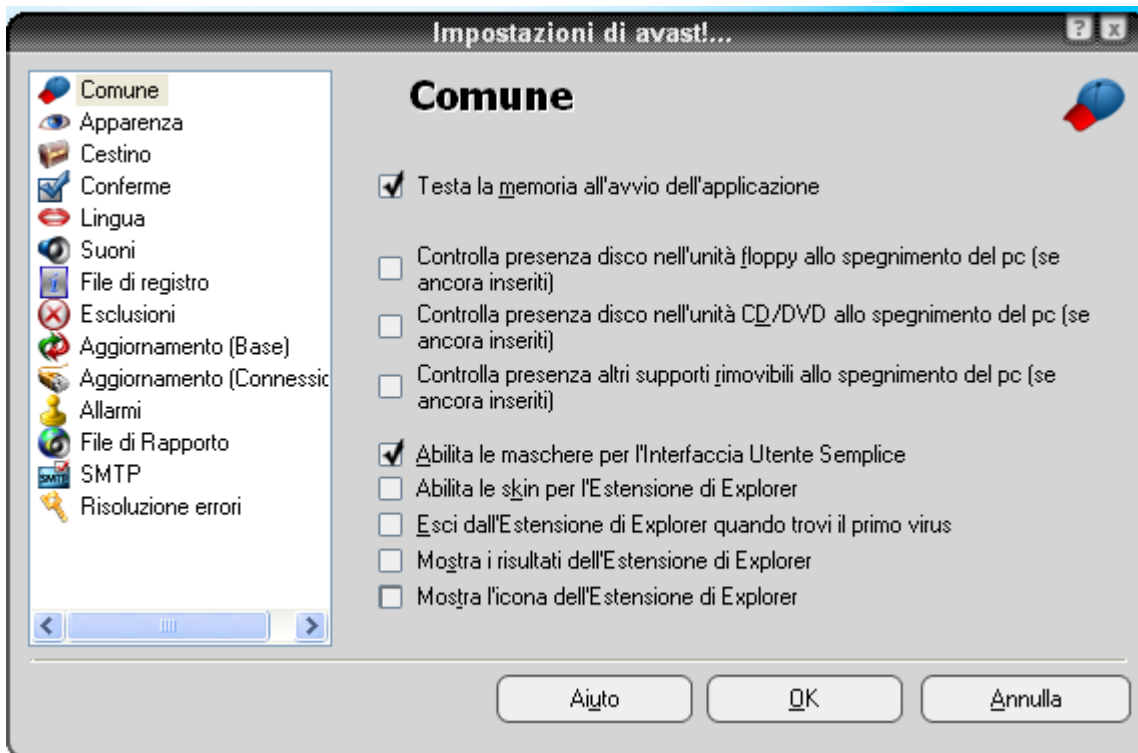 Impostazioni di avast!...
Comune
Apparenza
Cestino
Conferme
Lingua
Suoni
File di registro
Esclusioni
Aggiornamento (Base)
Aggiornamento (Connessic
Allarmi
File di Rapporto
SMTP
Risoluzione errori
Comune
Testa la memoria all'avvio dell'applicazione
Controlla presenza disco nell'unità floppy allo spegnimento del pc (se
ancora inseriti)
Controlla presenza disco nell'unità CD/DVD allo spegnimento del pc (se
ancora inseriti)
Controlla presenza altri supporti rimovibili allo spegnimento del pc (se
ancora inseriti)
Abilita le maschere per l'Interfaccia Utente Semplice
Abilita le skin per l'Estensione di Explorer
Esci dall'Estensione di Explorer quando trovi il primo virus
Mostra i risultati dell'Estensione di Explorer
Mostra l'icona dell'Estensione di Explorer
Aiuto
OK
Annulla